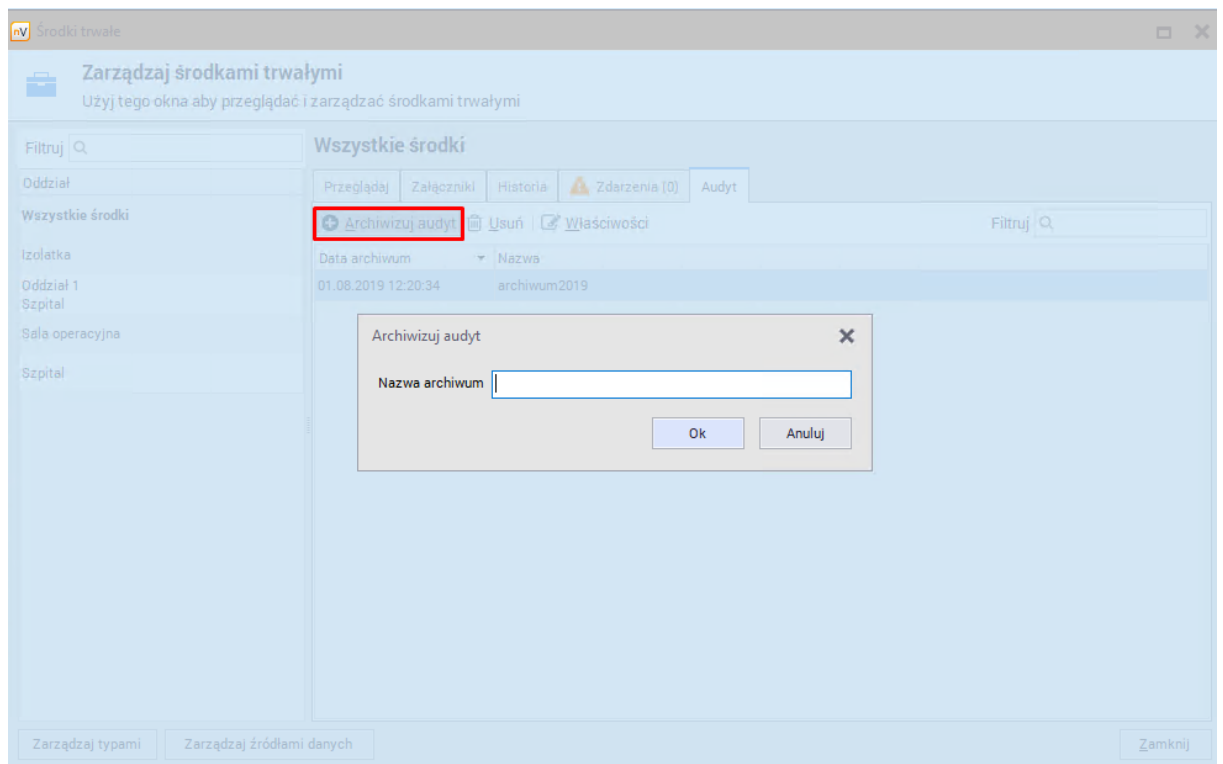 nV Środki trwałe
Zarządzaj środkami trwałymi
Użyj tego okna aby przeglądać i zarządzać środkami trwałymi
Filtruj
Oddział
Wszystkie środki
Izolatka
Oddział 1
Szpital
Sala operacyjna
Szpital
Wszystkie środki
Przeglądaj Załączniki Historia Zdarzenia (0) Audyt
Archiwizuj audyt Usuń Właściwości Filtruj
Data archiwum Nazwa
01.08.2019 12:20:34 archiwum2019
Archiwizuj audyt
Nazwa archiwum
Ok Anuluj
Zarządzaj typami Zarządzaj źródłami danych Zamknij